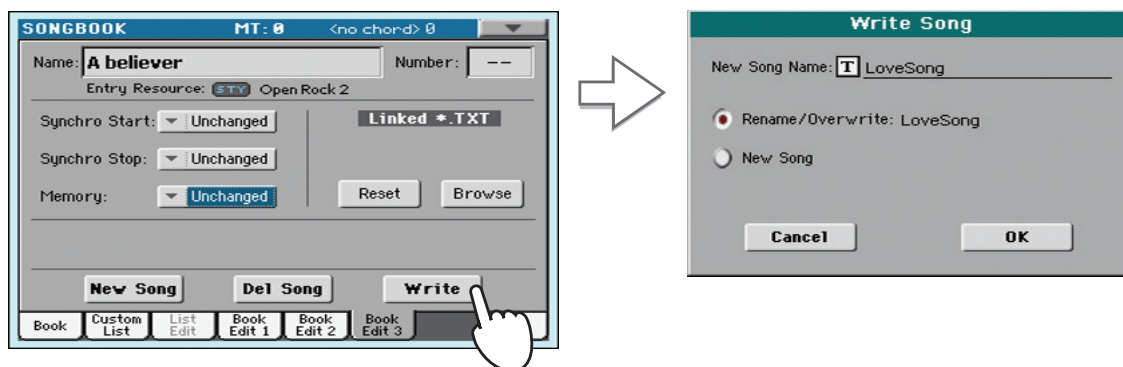 SONGBOOK MT: 0 <no chord> 0
Name: A believer Number: --
Entry Resource: STY Open Rock 2
Synchro Start: Unchanged Linked *.TXT
Synchro Stop: Unchanged
Memory: Unchanged Reset Browse
New Song Del Song Write
Book Custom List List Edit Book Edit 1 Book Edit 2 Book Edit 3
Write Song
New Song Name: T LoveSong
Rename/Overwrite: LoveSong
New Song
Cancel OK